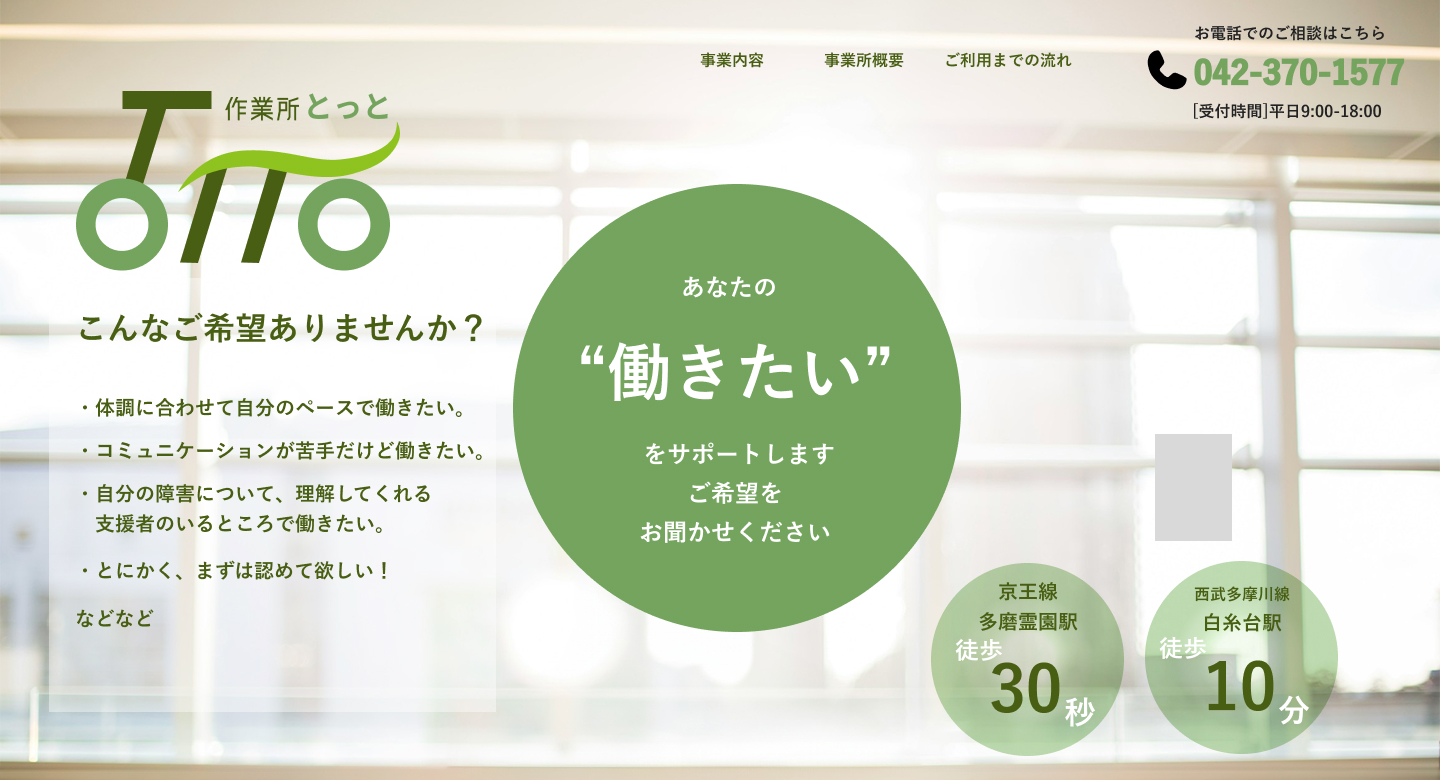 事業内容
事業所概要
ご利用までの流れ
お電話でのご相談はこちら
042-370-1577
[受付時間]平日9:00-18:00
作業所とっと
TOTTO
こんなご希望ありませんか？
・体調に合わせて自分のペースで働きたい。
・コミュニケーションが苦手だけど働きたい。
・自分の障害について、理解してくれる
支援者のいるところで働きたい。
・とにかく、まずは認めて欲しい！
などなど
あなたの
“働きたい”
をサポートします
ご希望を
お聞かせください
京王線
多磨霊園駅
徒歩
30秒
西武多摩川線
白糸台駅
徒歩
10分